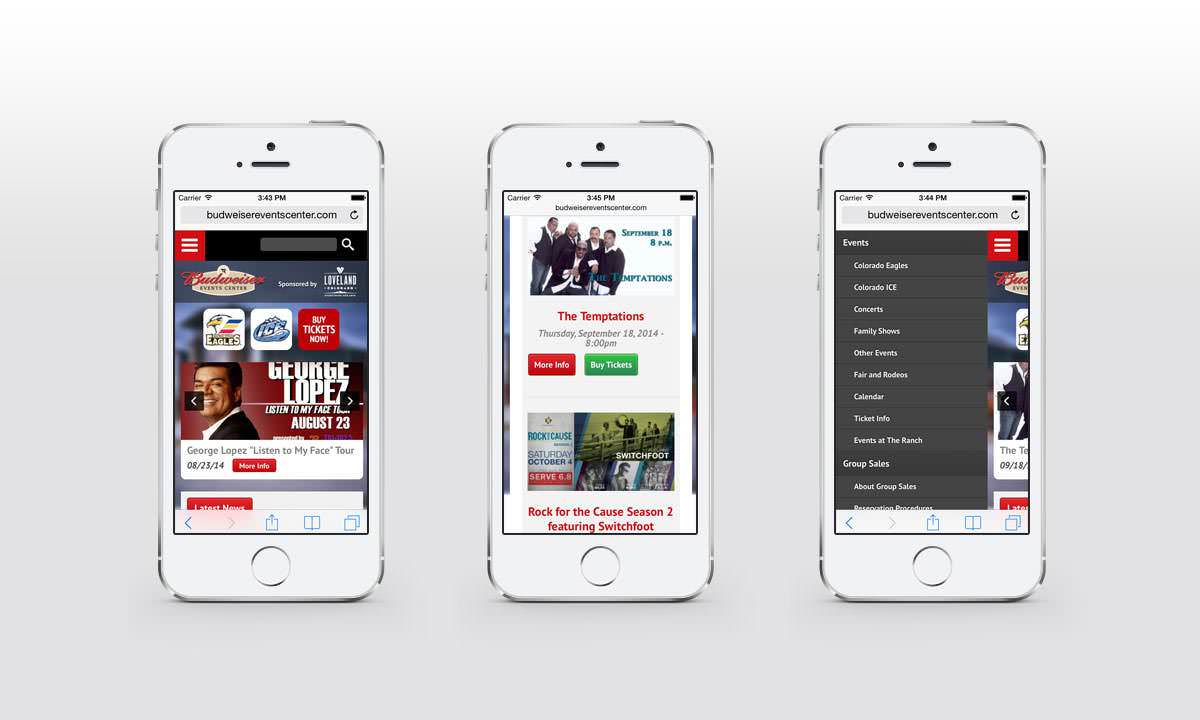 Carrier 3:43 PM
budweisereventscenter.com
Budweiser
EVENTS CENTER
Sponsored by
LOVELAND
COLORADO
EAGLES
ICE
BUY
TICKETS
NOW!
GEORGE
LOPEZ
LISTEN TO MY FACE TOUR
AUGUST 23
presented by
George Lopez "Listen to My Face" Tour
08/23/14 More Info
Latest News
Carrier 3:45 PM
budweisereventscenter.com
SEPTEMBER 18
8 P.M.
THE TEMPTATIONS
The Temptations
Thursday, September 18, 2014 -
8:00pm
More Info Buy Tickets
ROCK THE CAUSE
SATURDAY
OCTOBER 4
SERVE 6.8
SWITCHFOOT
Rock for the Cause Season 2
featuring Switchfoot
Carrier 3:44 PM
budweisereventscenter.com
Events
Colorado Eagles
Colorado ICE
Concerts
Family Shows
Other Events
Fair and Rodeos
Calendar
Ticket Info
Events at The Ranch
Group Sales
About Group Sales
Reservation Procedures
The Te
09/18/
Late